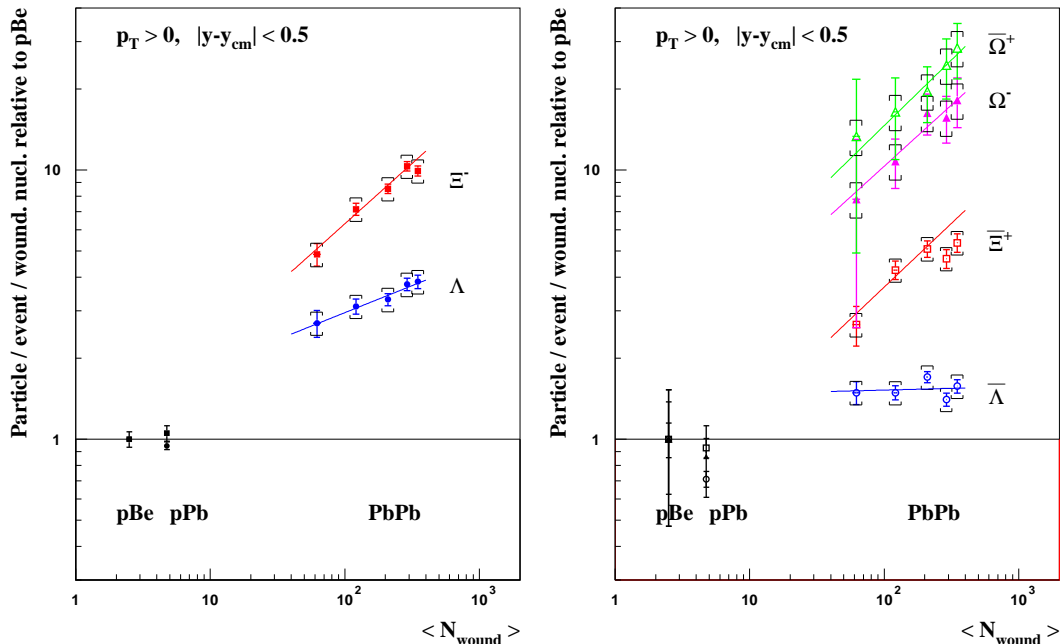 Particle / event / wound. nucl. relative to pBe
p_T > 0, |y-y_cm| < 0.5
Ξ⁻
Λ
pBe pPb PbPb
10
1
1 10 10² 10³
< N_wound >
Particle / event / wound. nucl. relative to pBe
p_T > 0, |y-y_cm| < 0.5
Ω̅⁺
Ω⁻
Ξ̅⁺
Λ̅
pBe pPb PbPb
10
1
1 10 10² 10³
< N_wound >